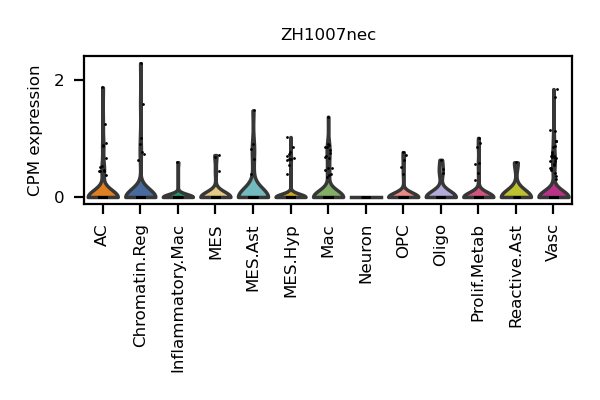 ZH1007nec
CPM expression
2
0
AC
Chromatin.Reg
Inflammatory.Mac
MES
MES.Ast
MES.Hyp
Mac
Neuron
OPC
Oligo
Prolif.Metab
Reactive.Ast
Vasc